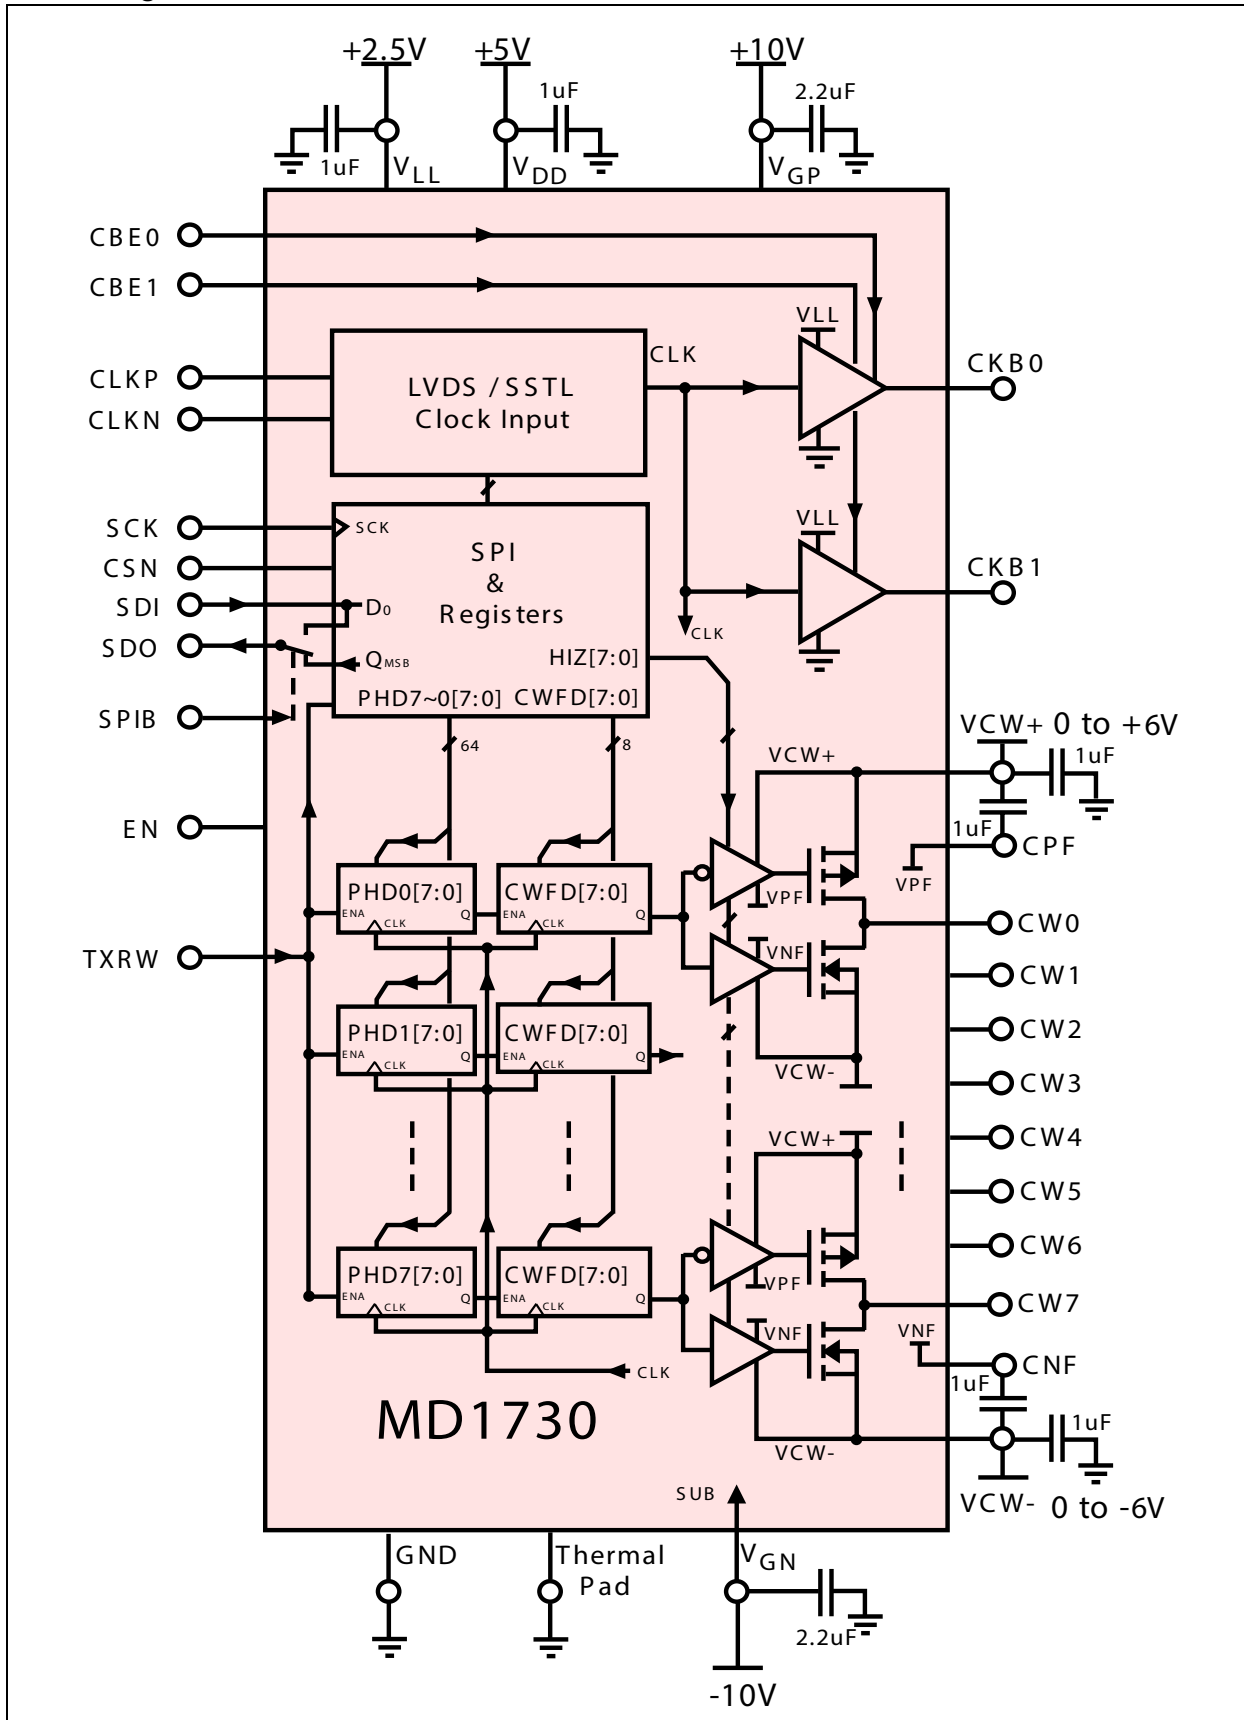 +2.5V
+5V
+10V
1uF
2.2uF
1uF
VLL
VDD
VGP
CBE0
CBE1
VLL
CLK
CKB0
CLKP
LVDS / SSTL
CLKN
Clock Input
VLL
SCK
SCK
SPI
CSN
&
CKB1
SDI
D0
Registers
CLK
SDO
QMSB
HIZ[7:0]
PHD7~0[7:0]
CWFD[7:0]
SPIB
VCW+ 0 to +6V
64
8
VCW+
1uF
EN
1uF
CPF
VPF
PHD0[7:0]
CWFD[7:0]
VPF
ENA
CLK
Q
ENA
CLK
Q
CW0
TXRW
VNF
CW1
PHD1[7:0]
CWFD[7:0]
CW2
ENA
CLK
Q
ENA
CLK
Q
VCW-
CW3
VCW+
CW4
CW5
CW6
PHD7[7:0]
CWFD[7:0]
VPF
ENA
CLK
Q
ENA
CLK
Q
CW7
VNF
VNF
CLK
CNF
1uF
MD1730
1uF
VCW-
SUB
VCW- 0 to -6V
GND
Thermal
Pad
VGN
2.2uF
-10V